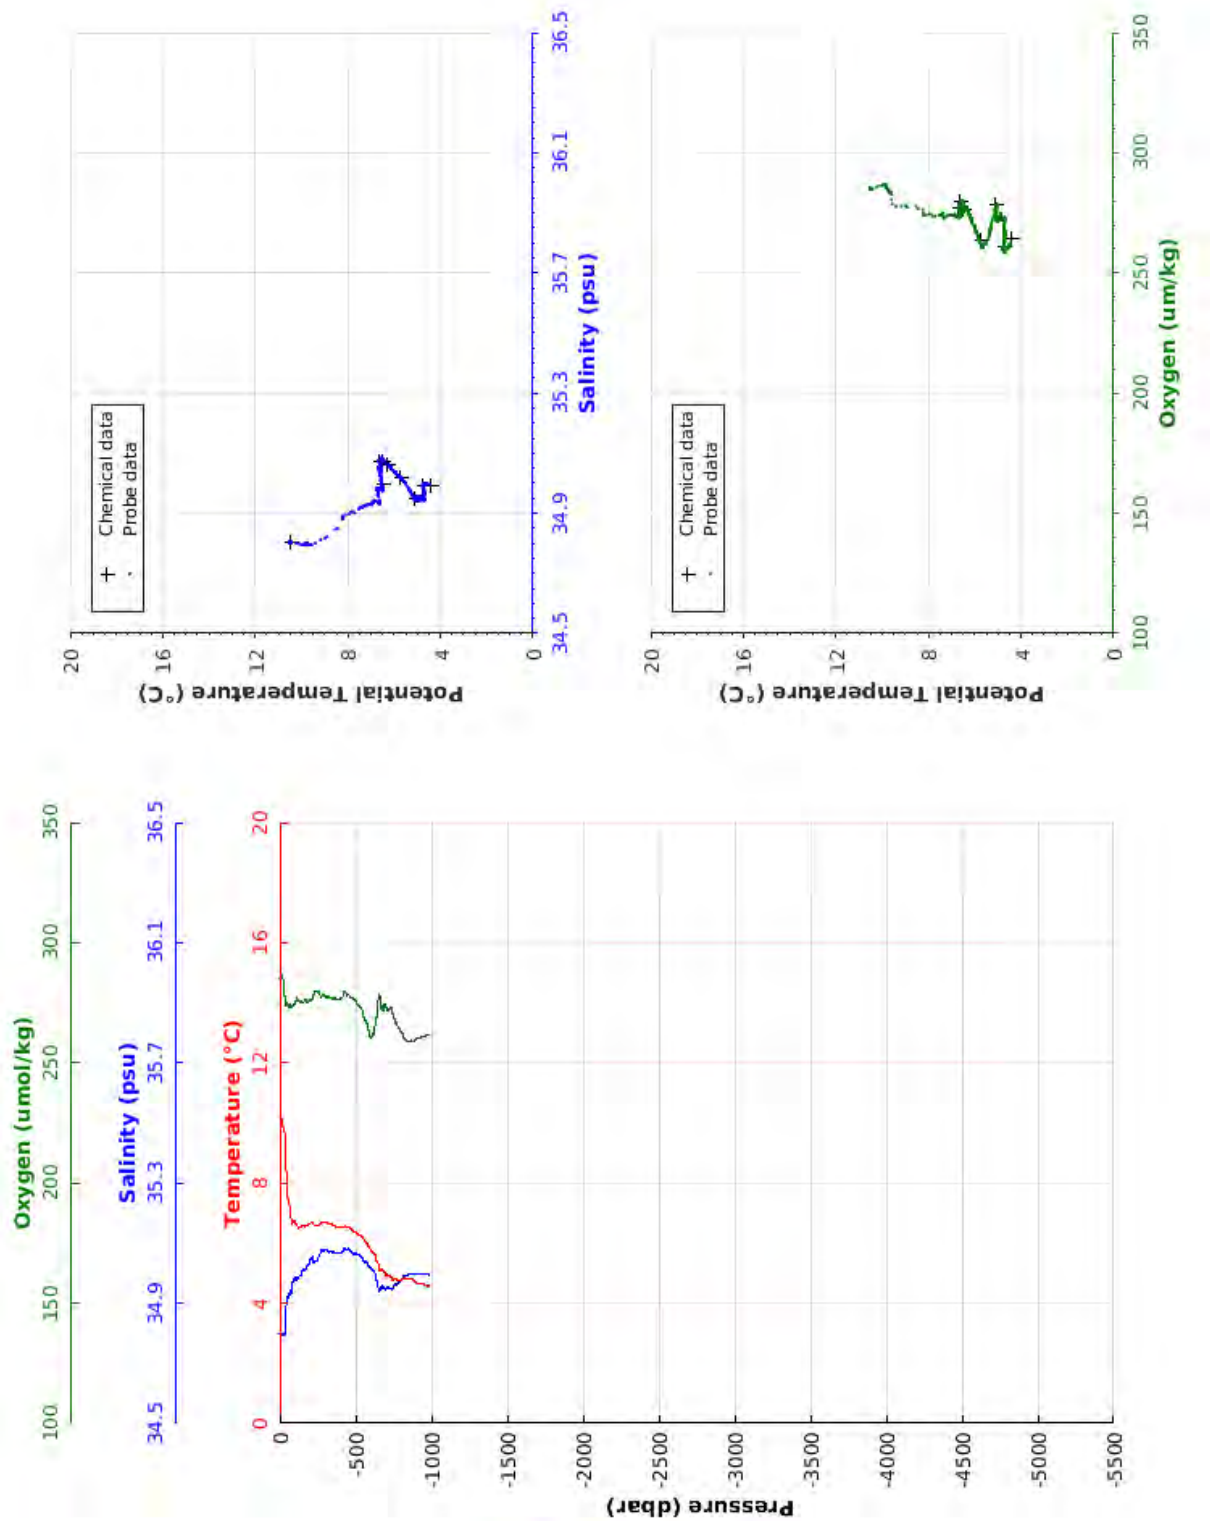 Oxygen (umol/kg)
100 150 200 250 300 350
Salinity (psu)
34.5 34.9 35.3 35.7 36.1 36.5
Temperature (°C)
0 4 8 12 16 20
0
-500
-1000
-1500
-2000
-2500
-3000
-3500
-4000
-4500
-5000
-5500
Pressure (dbar)
20
16
12
8
4
0
Potential Temperature (°C)
Chemical data
Probe data
34.5 34.9 35.3 35.7 36.1 36.5
Salinity (psu)
20
16
12
8
4
0
Potential Temperature (°C)
Chemical data
Probe data
100 150 200 250 300 350
Oxygen (um/kg)